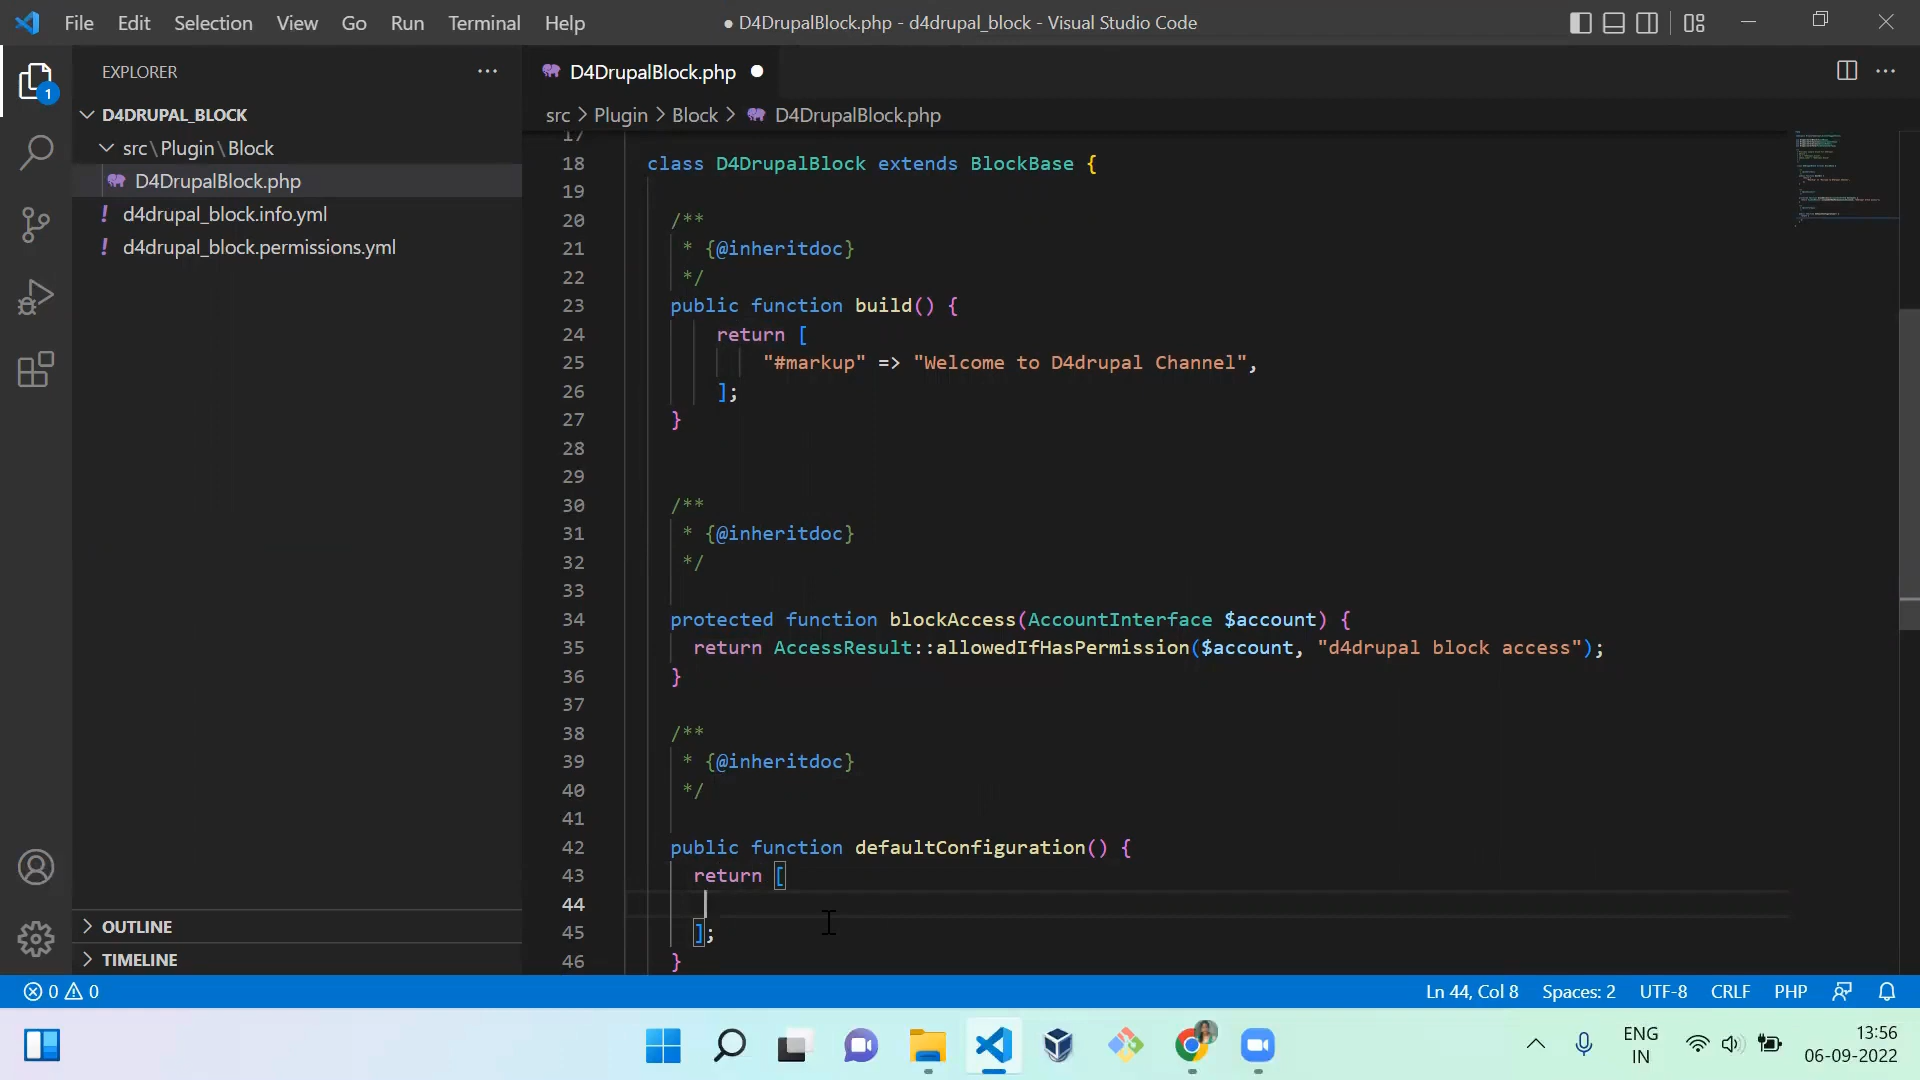 File Edit Selection View Go Run Terminal Help
● D4DrupalBlock.php - d4drupal_block - Visual Studio Code
EXPLORER
1
D4DRUPAL_BLOCK
src\Plugin\Block
D4DrupalBlock.php
! d4drupal_block.info.yml
! d4drupal_block.permissions.yml
OUTLINE
TIMELINE
D4DrupalBlock.php ●
src > Plugin > Block > D4DrupalBlock.php
17
18 class D4DrupalBlock extends BlockBase {
19
20 /**
21 * {@inheritdoc}
22 */
23 public function build() {
24 return [
25 "#markup" => "Welcome to D4drupal Channel",
26 ];
27 }
28
29
30 /**
31 * {@inheritdoc}
32 */
33
34 protected function blockAccess(AccountInterface $account) {
35 return AccessResult::allowedIfHasPermission($account, "d4drupal block access");
36 }
37
38 /**
39 * {@inheritdoc}
40 */
41
42 public function defaultConfiguration() {
43 return [
44
45 ];
46 }
0 0
Ln 44, Col 8 Spaces: 2 UTF-8 CRLF PHP
ENG
IN
13:56
06-09-2022